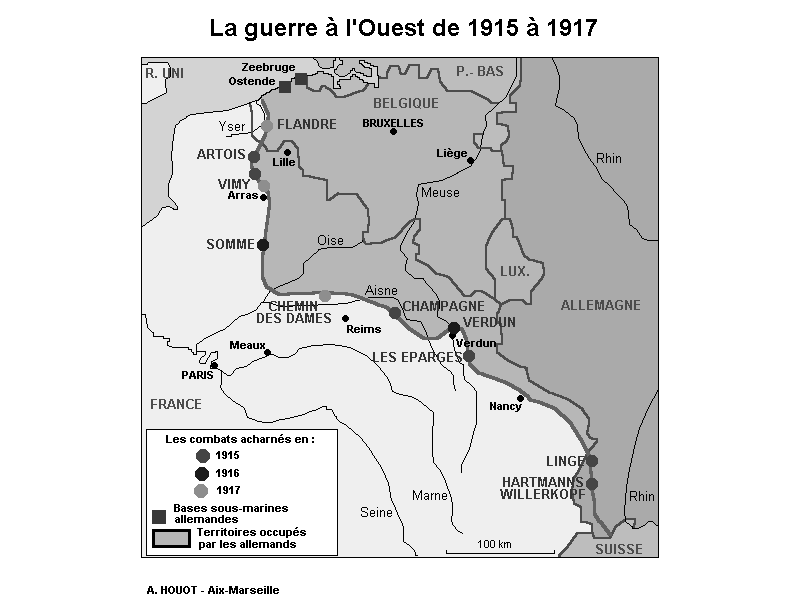 La guerre à l'Ouest de 1915 à 1917
Zeebruge
R. UNI
P.- BAS
Ostende
BELGIQUE
Yser
FLANDRE
BRUXELLES
ARTOIS
Lille
Liège
Rhin
VIMY
Arras
Meuse
SOMME
Oise
LUX.
Aisne
ALLEMAGNE
CHEMIN
DES DAMES
CHAMPAGNE
VERDUN
Reims
Meaux
Verdun
LES EPARGES
PARIS
FRANCE
Nancy
Les combats acharnés en :
1915
1916
1917
Bases sous-marines
allemandes
Territoires occupés
par les allemands
LINGE
HARTMANNS
WILLERKOPF
Marne
Rhin
Seine
100 km
SUISSE
A. HOUOT - Aix-Marseille